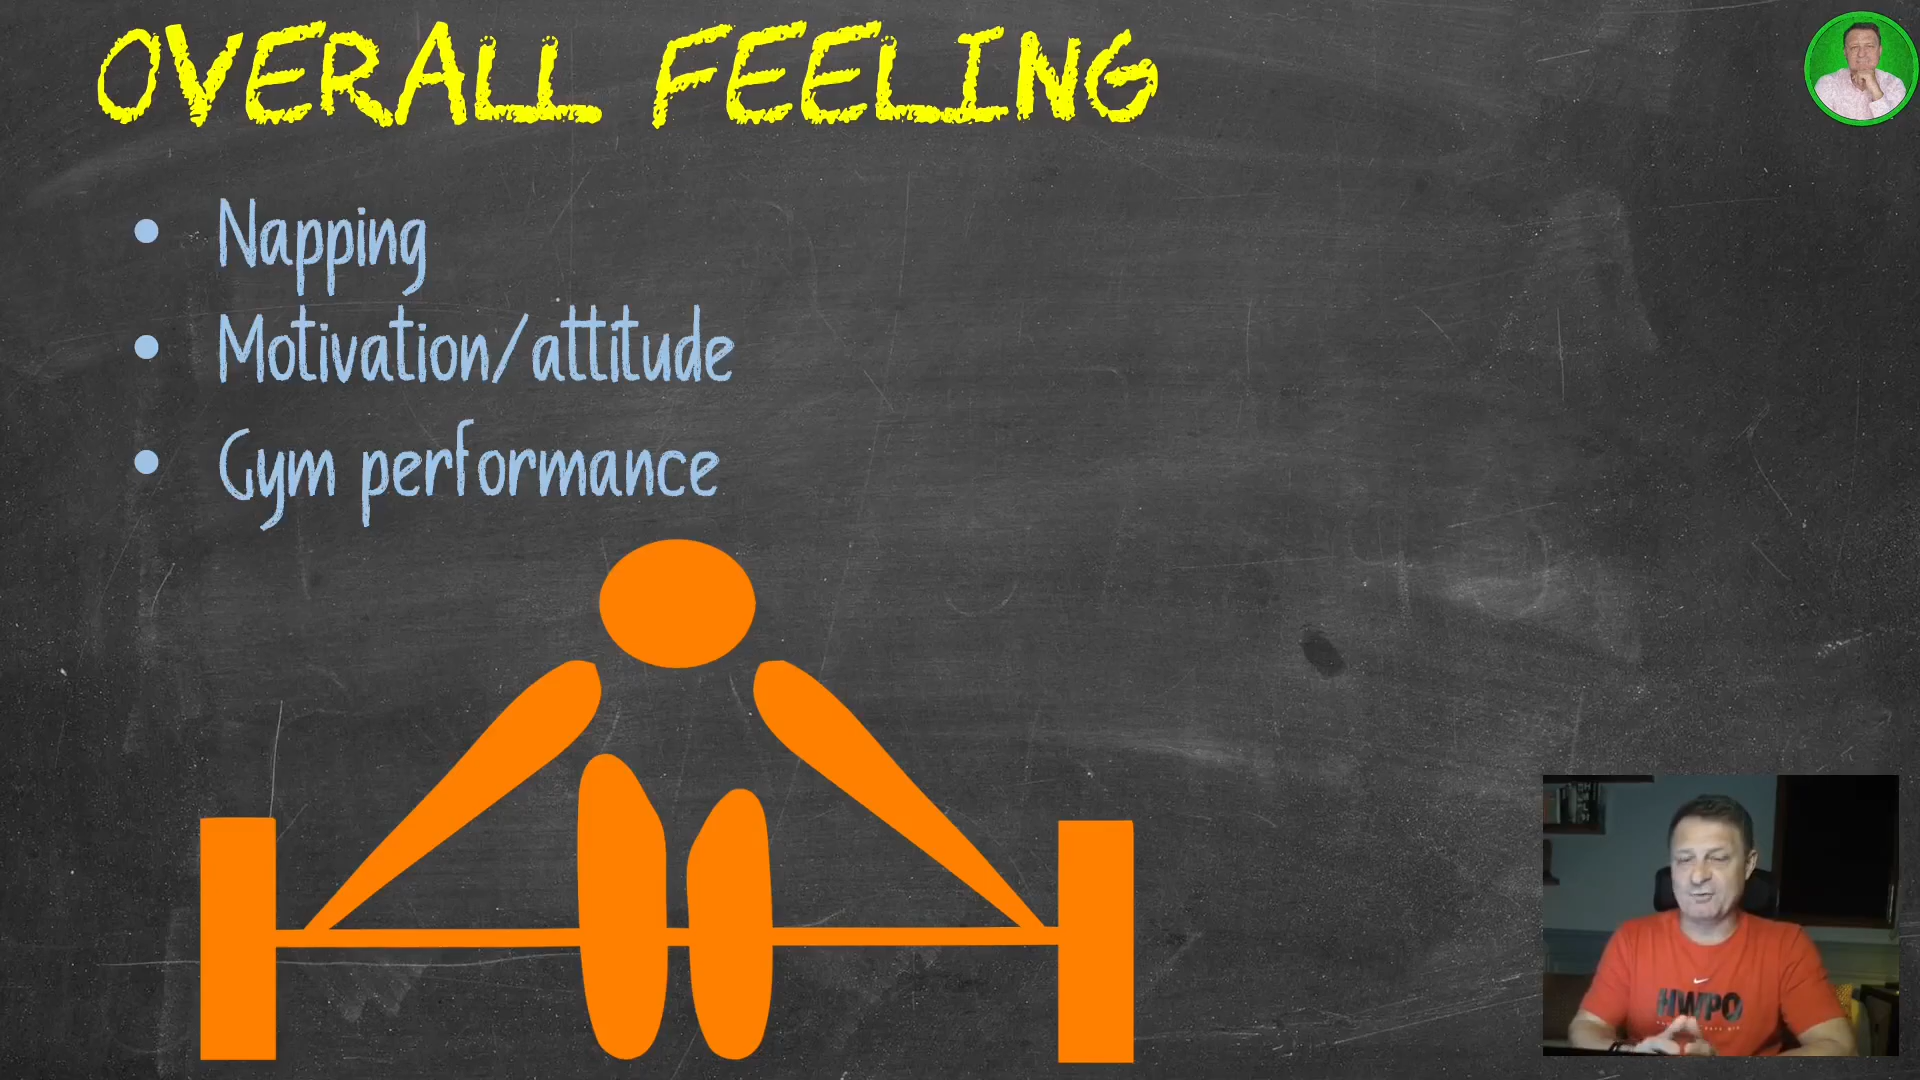 OVERALL FEELING
• Napping
• Motivation/attitude
• Gym performance
HWPO